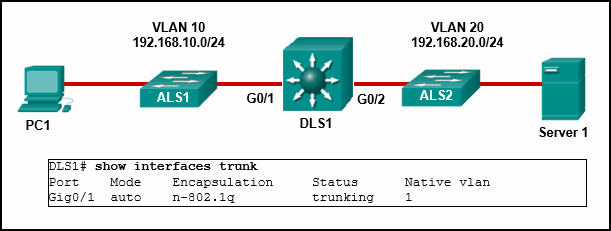 VLAN 10
192.168.10.0/24
VLAN 20
192.168.20.0/24
PC1
ALS1
G0/1
DLS1
G0/2
ALS2
Server 1
DLS1# show interfaces trunk
Port Mode Encapsulation Status Native vlan
Gig0/1 auto n-802.1q trunking 1